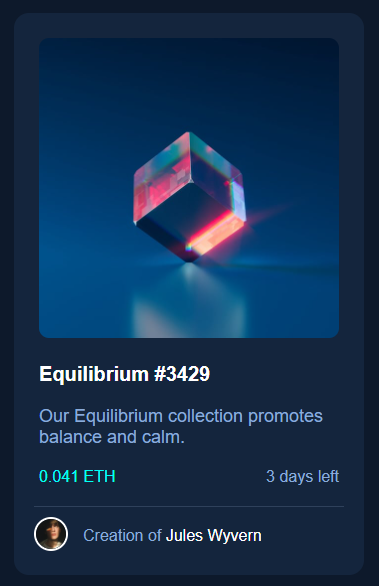 Equilibrium #3429
Our Equilibrium collection promotes
balance and calm.
0.041 ETH
3 days left
Creation of Jules Wyvern